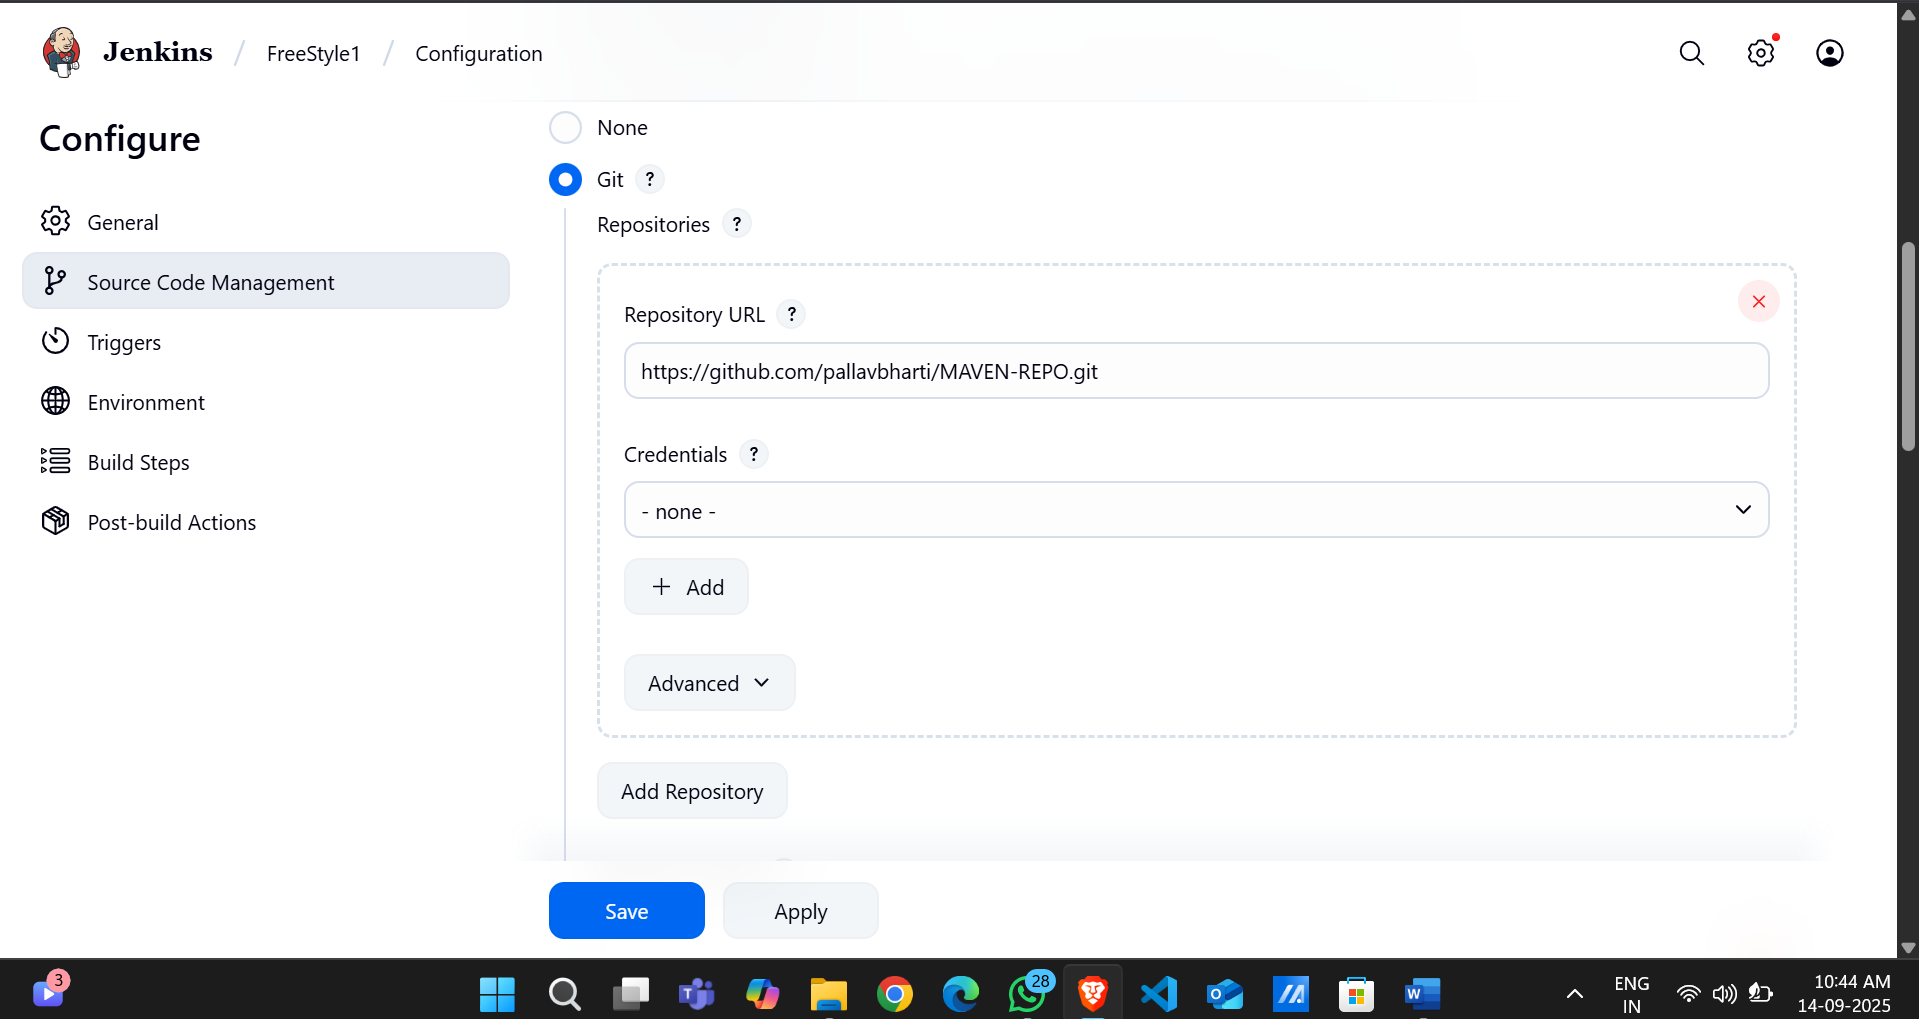 Jenkins / FreeStyle1 / Configuration
Configure
General
Source Code Management
Triggers
Environment
Build Steps
Post-build Actions
None
Git ?
Repositories ?
Repository URL ?
https://github.com/pallavbharti/MAVEN-REPO.git
Credentials ?
- none -
+ Add
Advanced
Add Repository
Save Apply
3
28
ENG
IN
10:44 AM
14-09-2025